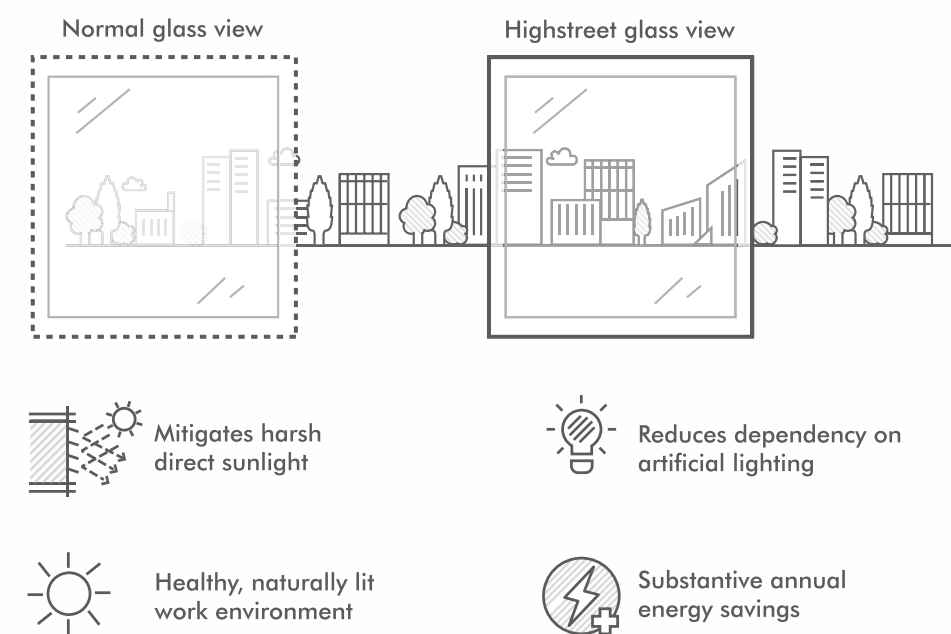 Normal glass view
Highstreet glass view
Mitigates harsh
direct sunlight
Reduces dependency on
artificial lighting
Healthy, naturally lit
work environment
Substantive annual
energy savings